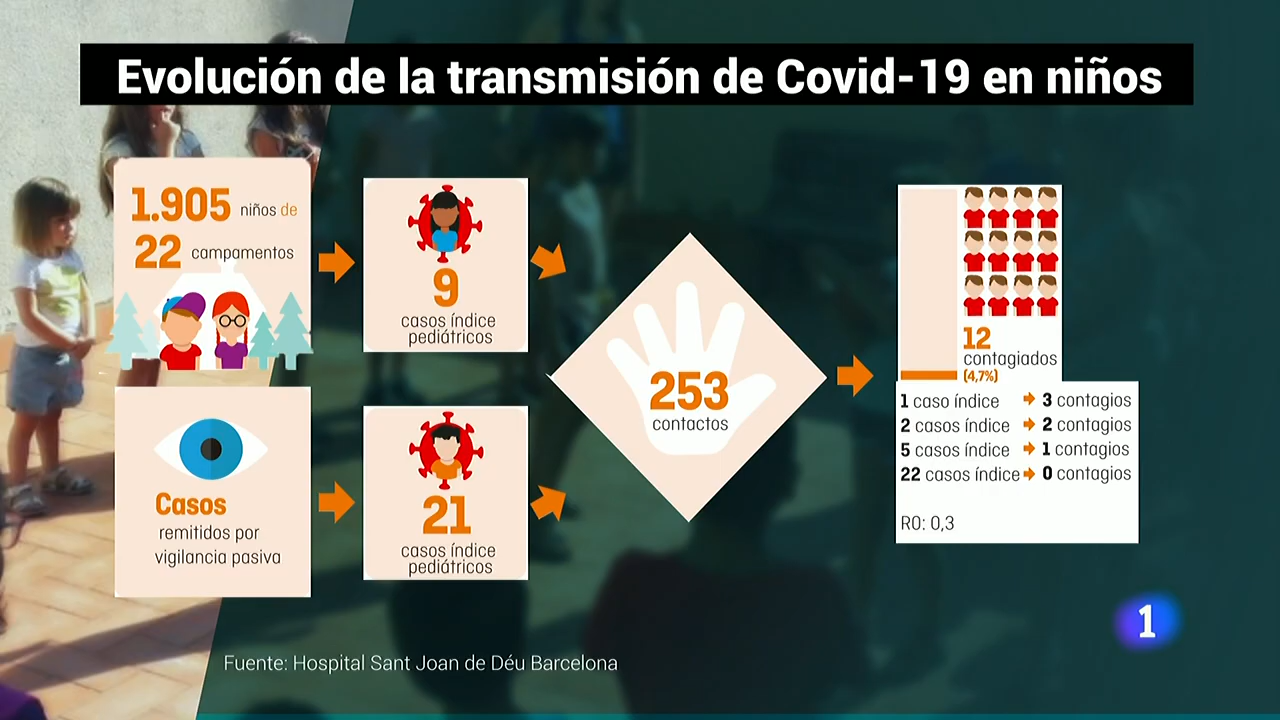 Evolución de la transmisión de Covid-19 en niños
1.905 niños de
22 campamentos
9
casos índice
pediátricos
Casos
remitidos por
vigilancia pasiva
21
casos índice
pediátricos
253
contactos
12
contagiados
(4,7%)
1 caso índice 3 contagios
2 casos índice 2 contagios
5 casos índice 1 contagios
22 casos índice 0 contagios
R0: 0,3
1
Fuente: Hospital Sant Joan de Déu Barcelona